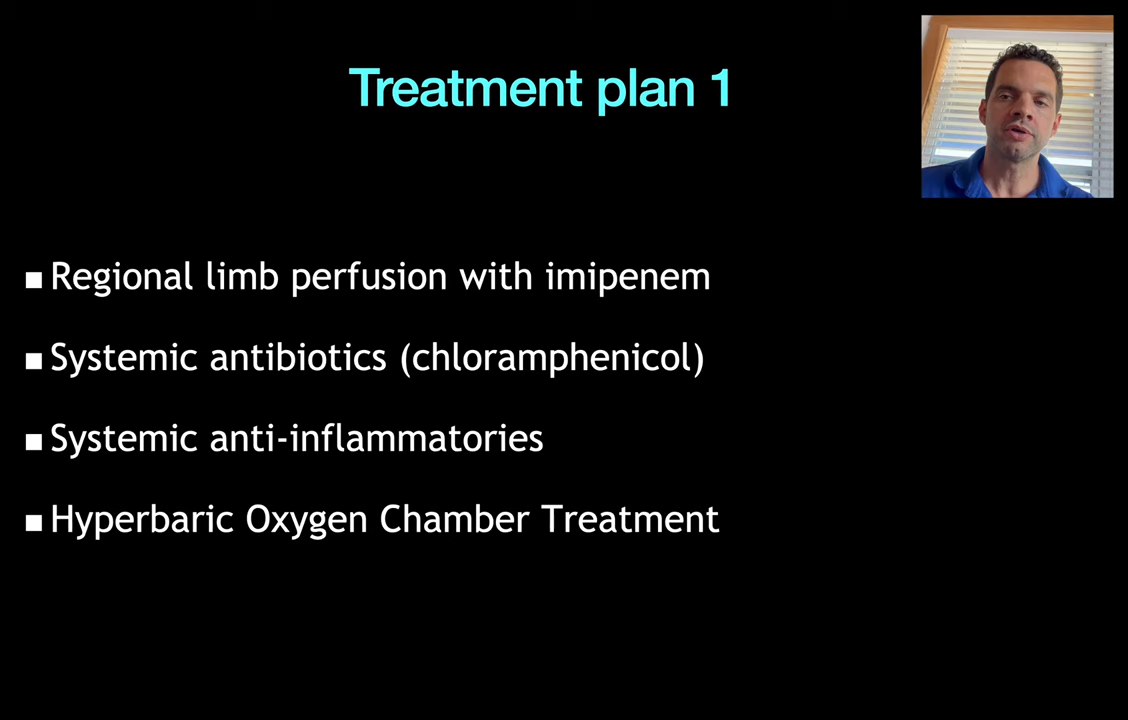 Treatment plan 1
▪ Regional limb perfusion with imipenem
▪ Systemic antibiotics (chloramphenicol)
▪ Systemic anti-inflammatories
▪ Hyperbaric Oxygen Chamber Treatment